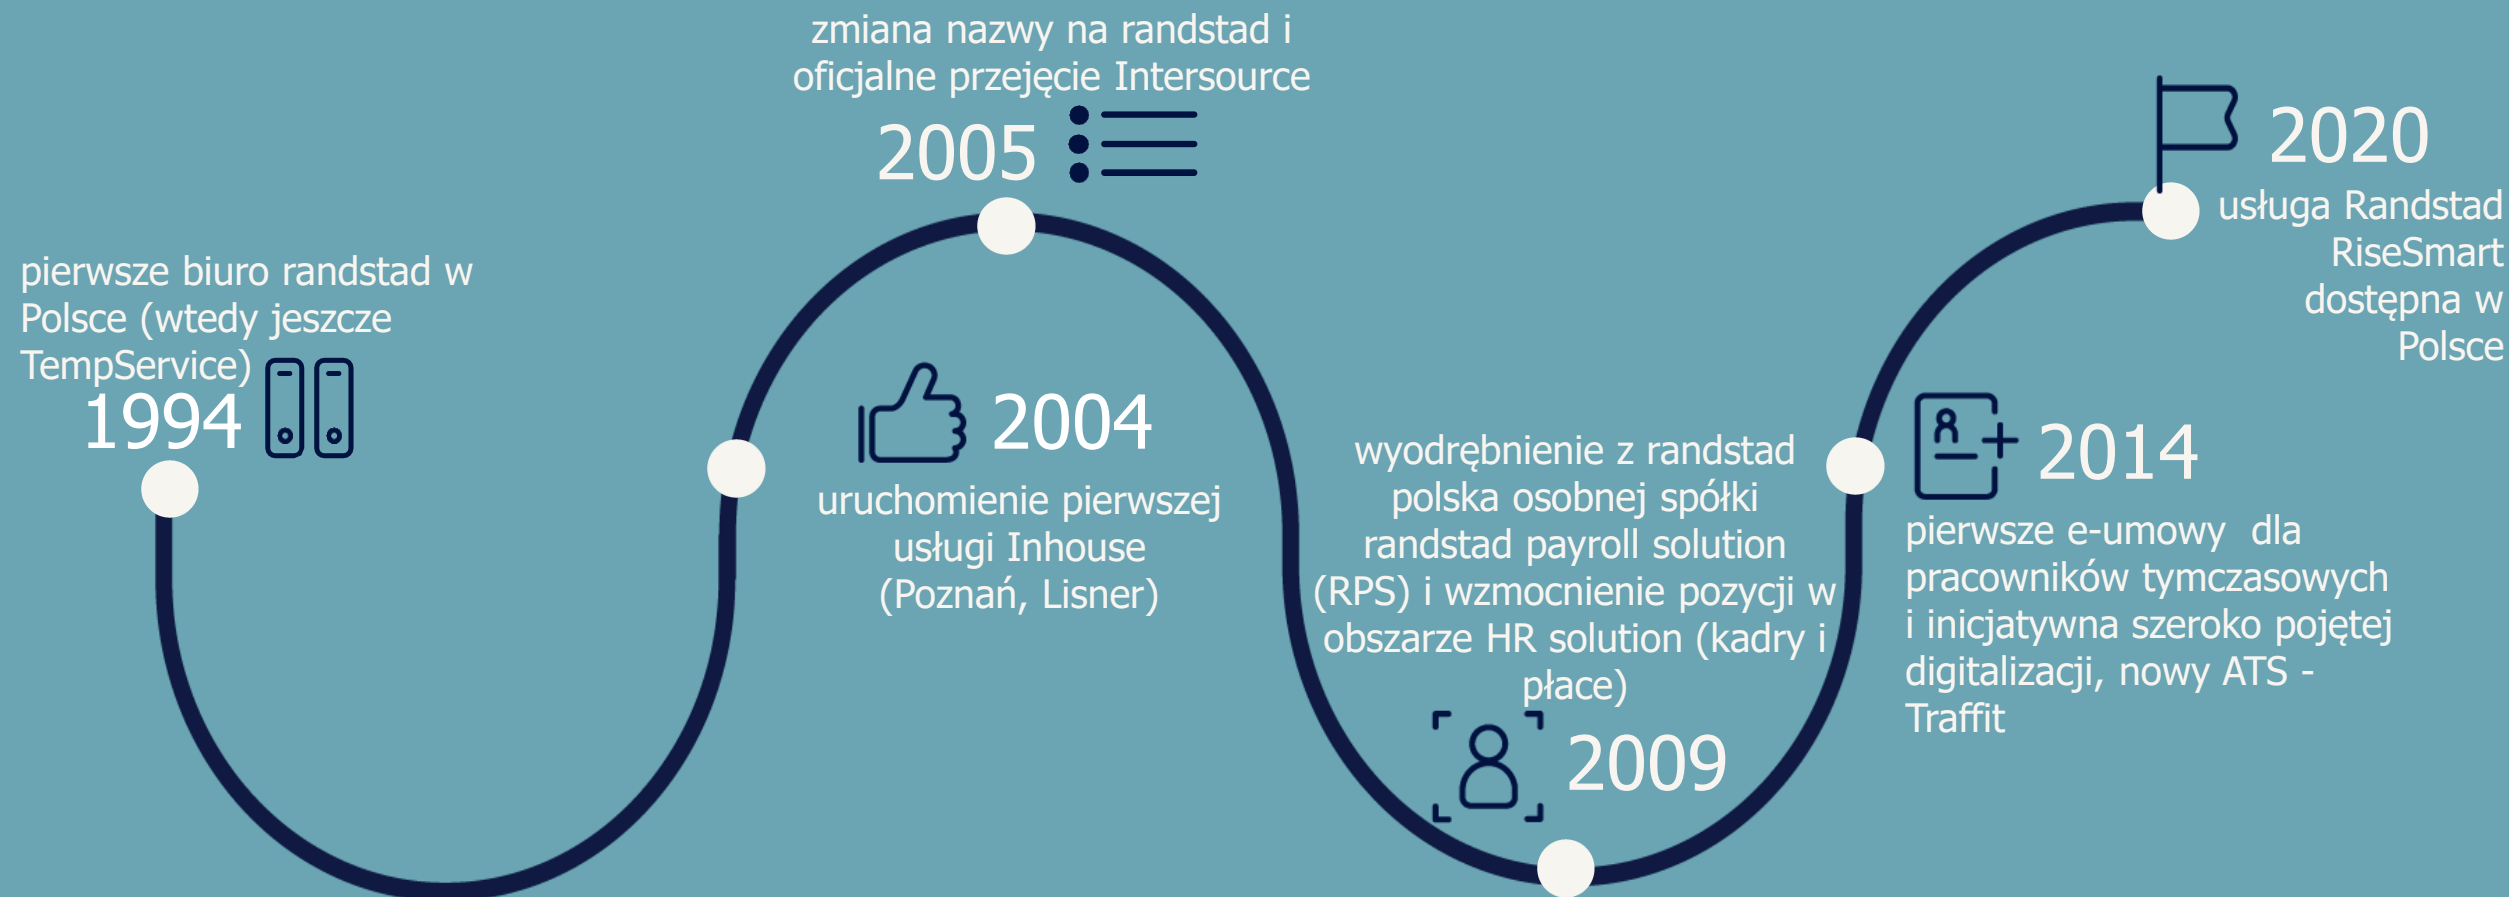 pierwsze biuro randstad w
Polsce (wtedy jeszcze
TempService)
1994
2004
uruchomienie pierwszej
usługi Inhouse
(Poznań, Lisner)
zmiana nazwy na randstad i
oficjalne przejęcie Intersource
2005
wyodrębnienie z randstad
polska osobnej spółki
randstad payroll solution
(RPS) i wzmocnienie pozycji w
obszarze HR solution (kadry i
płace)
2009
2014
pierwsze e-umowy  dla
pracowników tymczasowych
i inicjatywna szeroko pojętej
digitalizacji, nowy ATS -
Traffit
2020
usługa Randstad
RiseSmart
dostępna w
Polsce